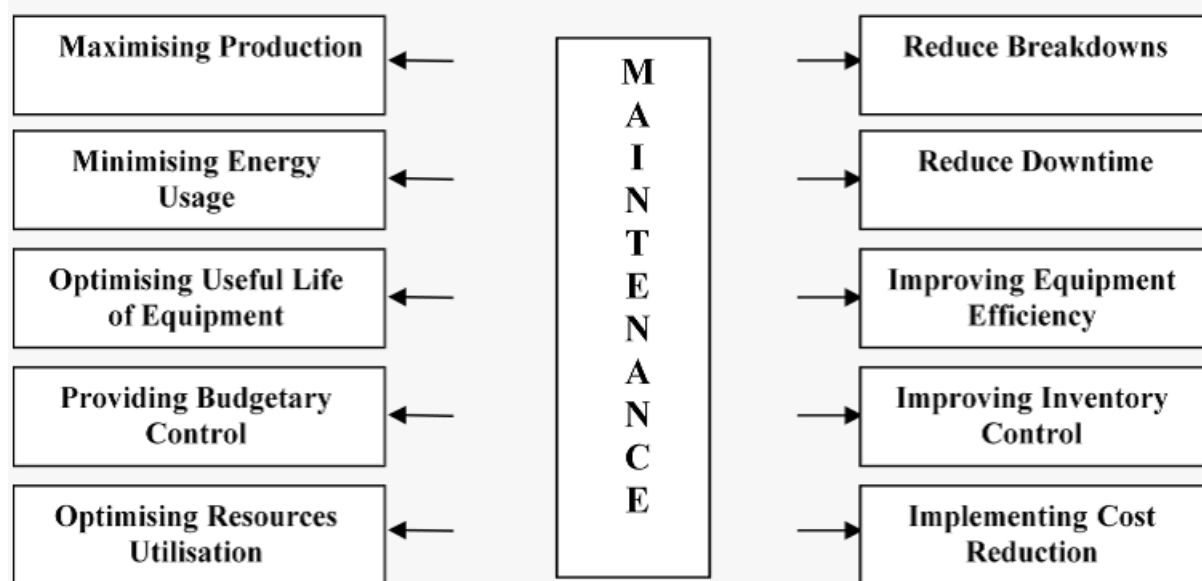 Maximising Production
Minimising Energy
Usage
Optimising Useful Life
of Equipment
Providing Budgetary
Control
Optimising Resources
Utilisation
M
A
I
N
T
E
N
A
N
C
E
Reduce Breakdowns
Reduce Downtime
Improving Equipment
Efficiency
Improving Inventory
Control
Implementing Cost
Reduction